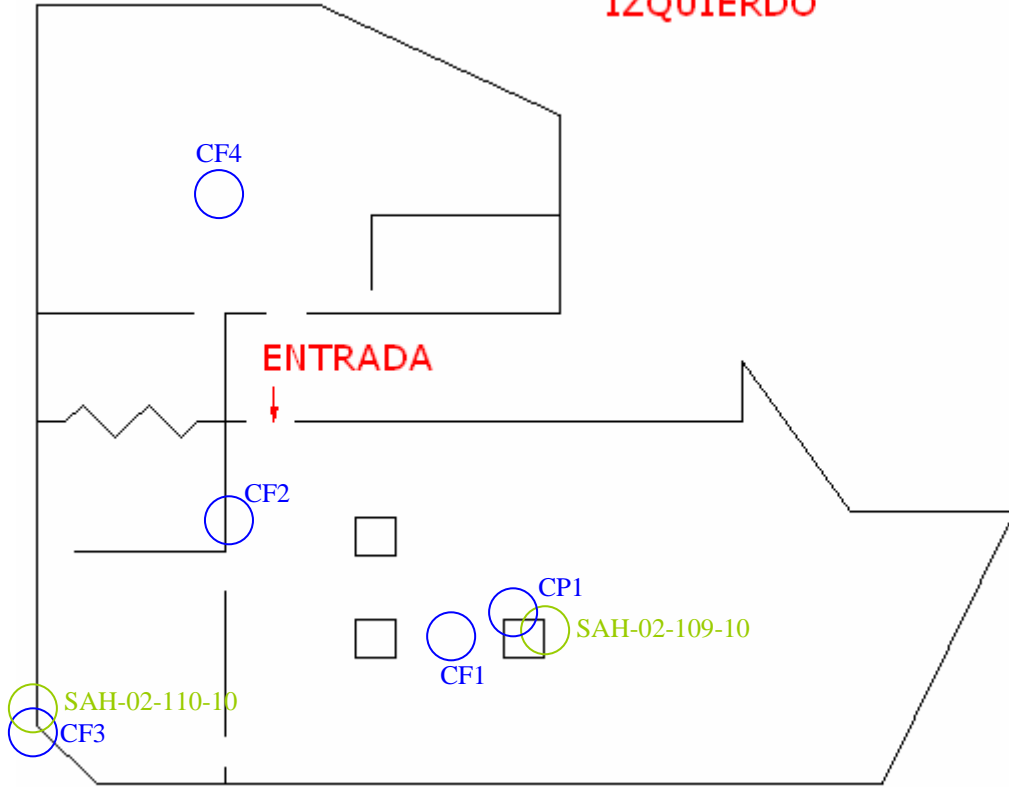 IZQUIERDO
CF4
ENTRADA
CF2
CP1
SAH-02-109-10
CF1
SAH-02-110-10
CF3